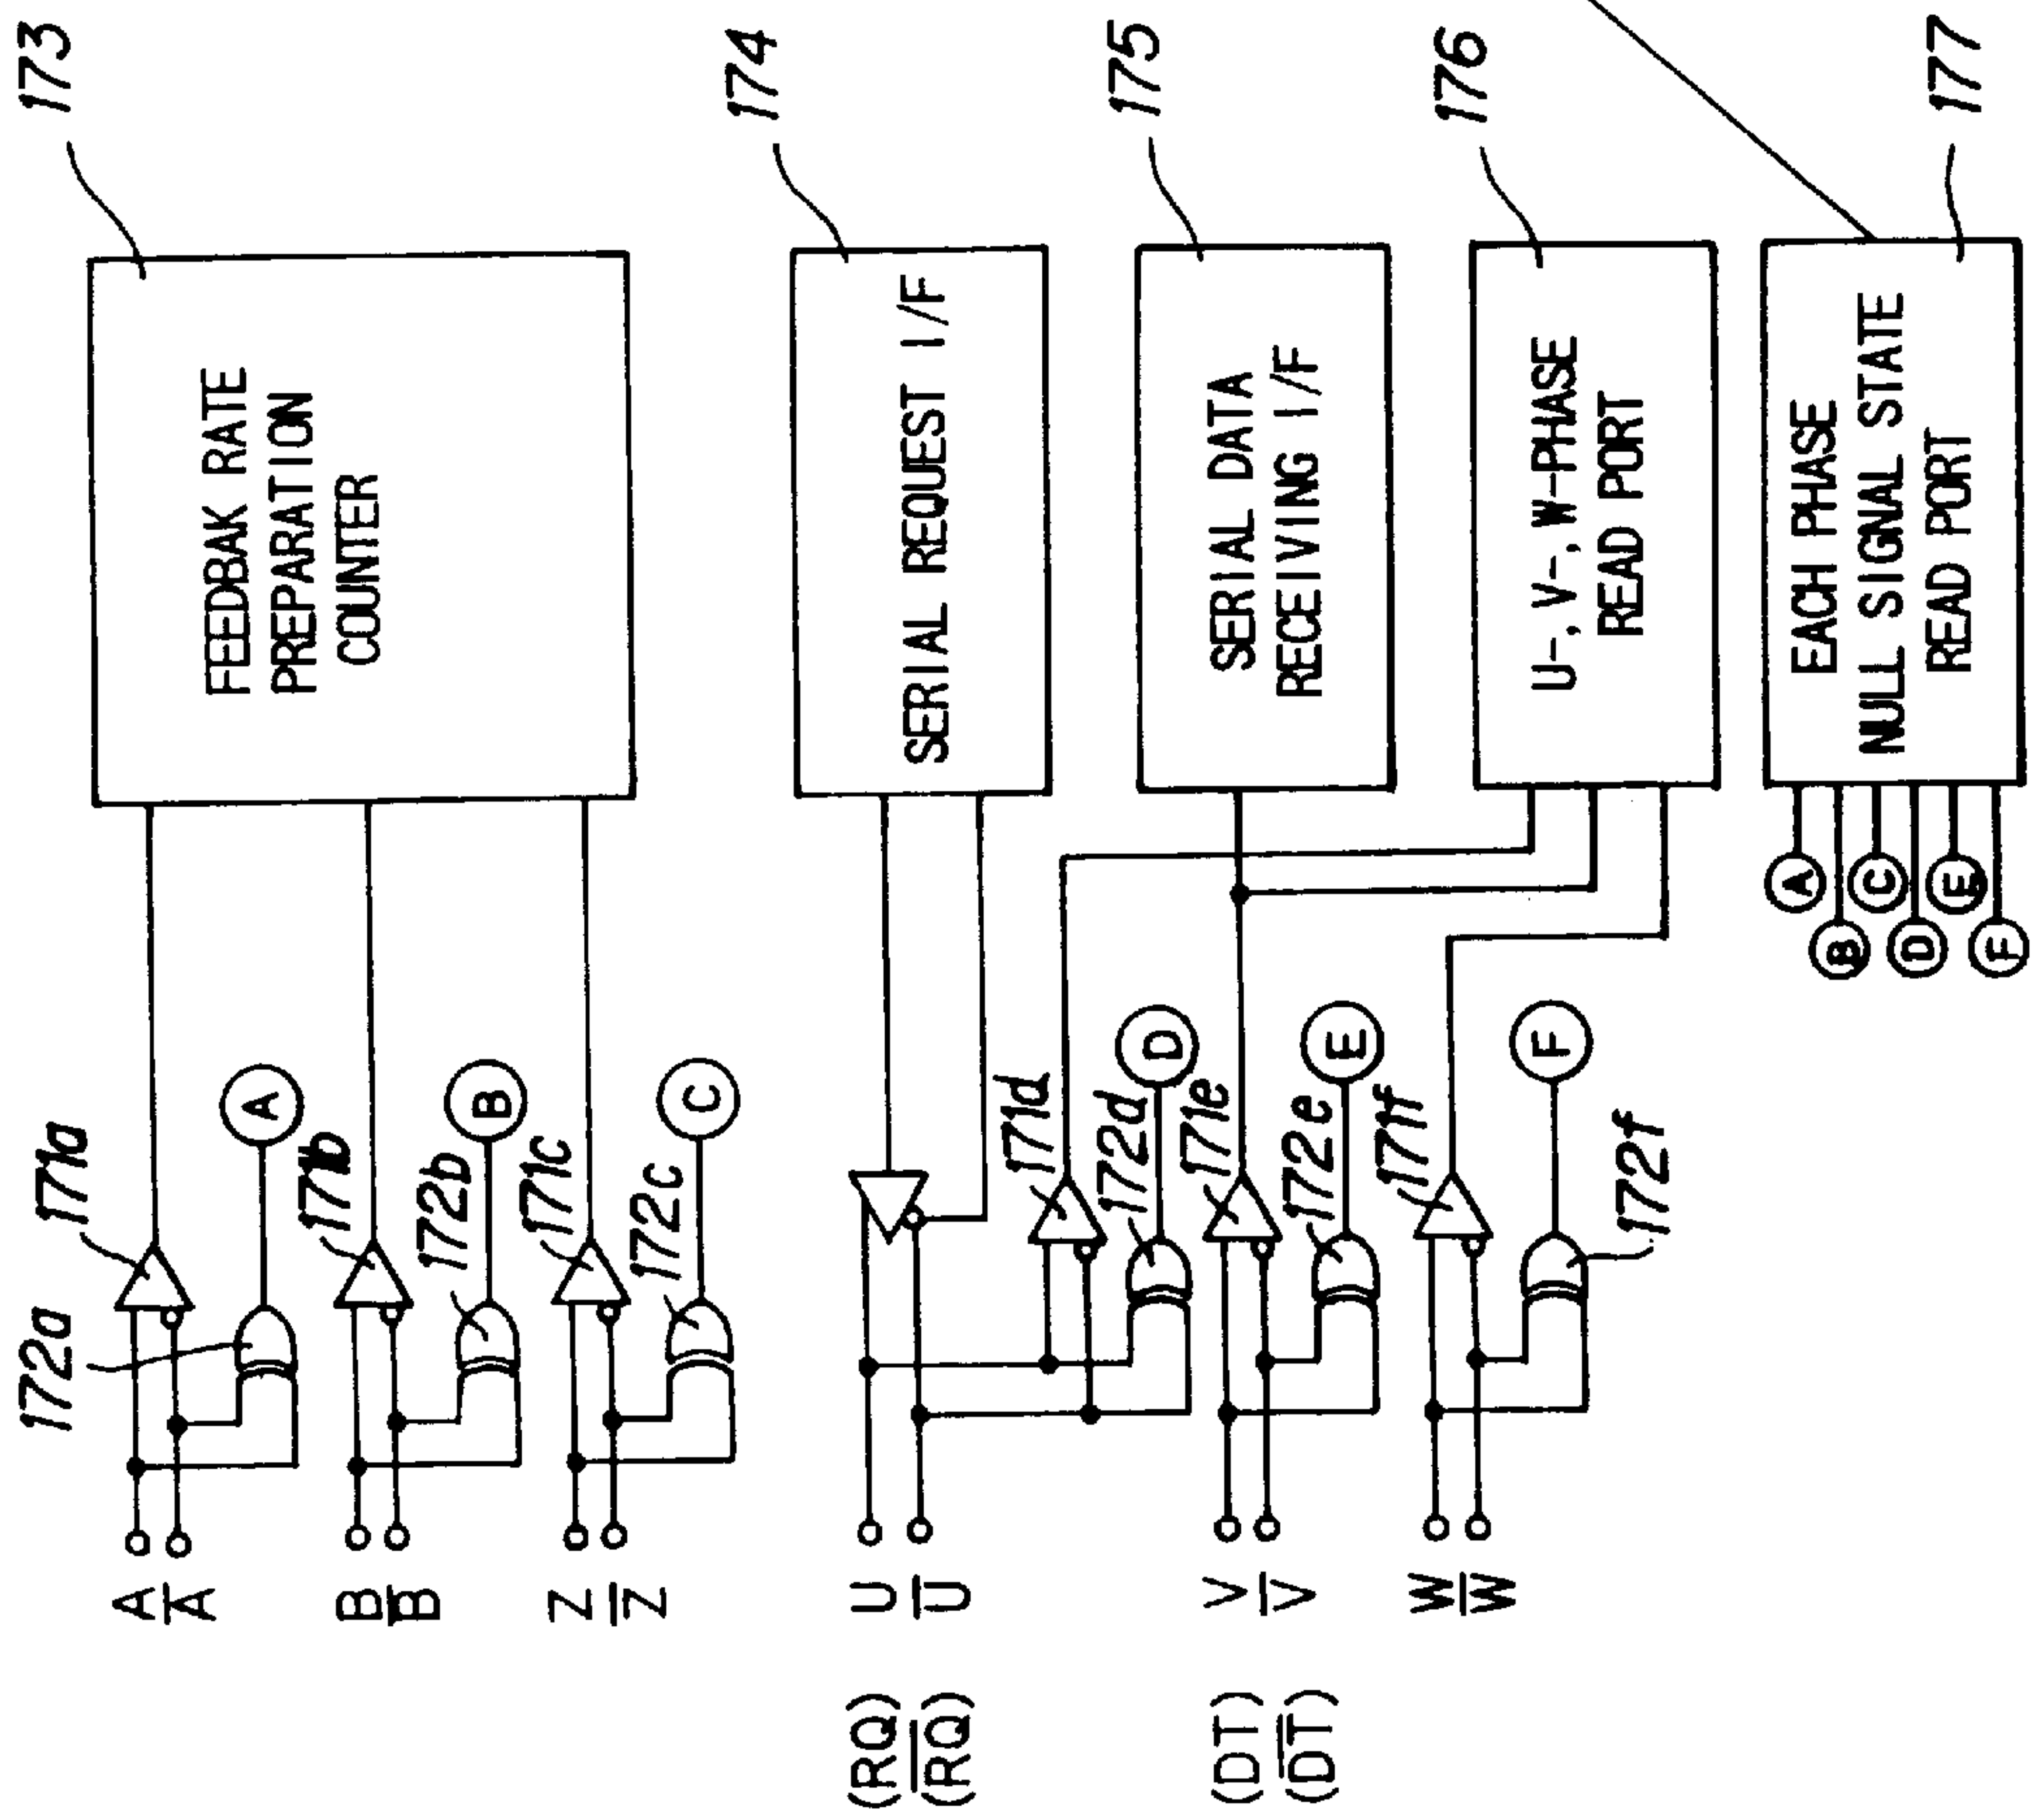 173
FEEDBAK RATE
PREPARATION
COUNTER
171a
172a
A
A
A
171b
172b
B
B
B
171c
172c
C
Z
Z
174
SERIAL REQUEST I/F
(RQ)
(RQ)
U
U
171d
172d
D
175
SERIAL DATA
RECEIVING I/F
(DT)
(DT)
V
V
171e
172e
E
176
U-, V-, W-PHASE
READ PORT
W
W
171f
172f
F
177
EACH PHASE
NULL SIGNAL STATE
READ PORT
A
B
C
D
E
F